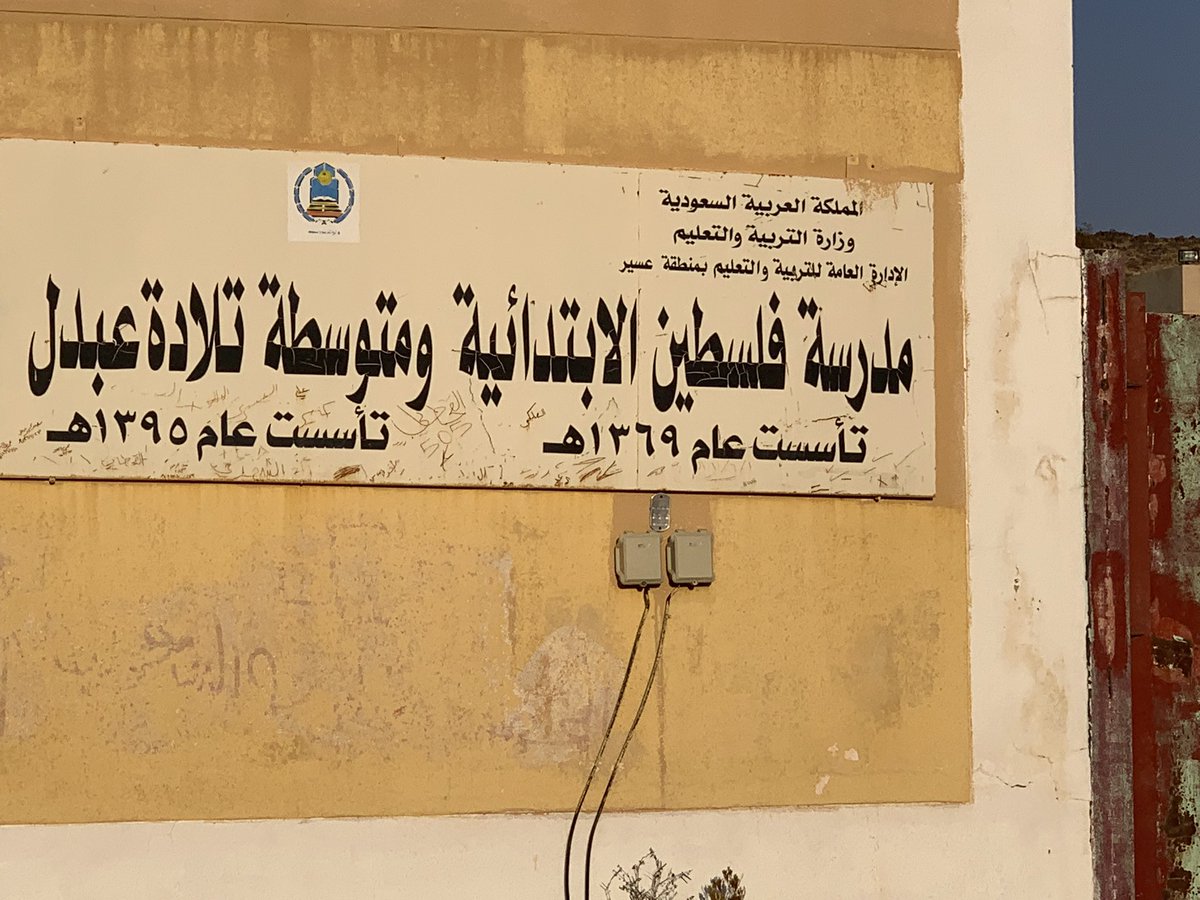 المملكة العربية السعودية
وزارة التربية والتعليم
الإدارة العامة للتربية والتعليم بمنطقة عسير
مدرسة فلسطين الابتدائية ومتوسطة تلادة عبدل
تأسست عام ١٣٦٩هـ تأسست عام ١٣٩٥هـ